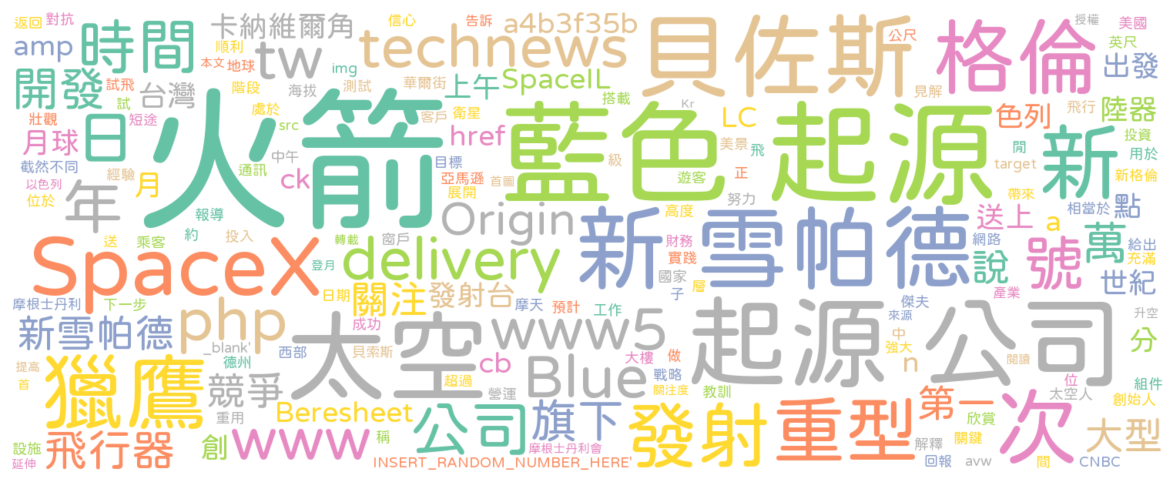 返回 對抗 卡納維爾角 信心 告訴 a4b3f35b 貝佐斯 格倫 授權 美國
amp 時間 順利 tw technews 公尺 英尺 出發
開發 試飛 本文 地球 img 華爾街 上午 SpaceIL 見解
台灣 階段 海拔 測試 搭載 Kr 飛行 陸器
壯觀 試 短途 處於 src 客戶 衛星 LC 色列 投資
月球 日 火箭 href 藍色 起源 美景 飛 閒 用於 新
截然不同 經驗 中午 通訊 ck 目標 級 遊客 正 target 新格倫
以色列 位於 年 月 亞馬遜 展開 首圖 努力 帶來 相當於 點
報導 Origin 高度 送上 a 萬
送 乘客 約 投入 轉載 窗戶 新 雪帕德 財務 實踐 網路 號 給出 充滿
SpaceX 登月 delivery 國家 層 說 世紀
摩根士丹利 下一步 日期 關注 發射台 摩天 預計 工作 子 產業
新雪帕德 php 成功 太空 www5 起源 公司 傑夫 來源 升空
_blank' 西部 貝索斯 大樓 做 中 強大 分
提高 首 獵鷹 德州 競爭 超過 cb Blue 戰略 n 閱讀
重用 營運 關注度 教訓 位 太空人 組件
Beresheet 公司 旗下 發射 重型 第一 次 創始人
設施 飛行器 創 www 稱 摩根士丹利會 欣賞 大型
延伸 INSERT_RANDOM_NUMBER_HERE' 解釋 關鍵 回報 avw 間 CNBC